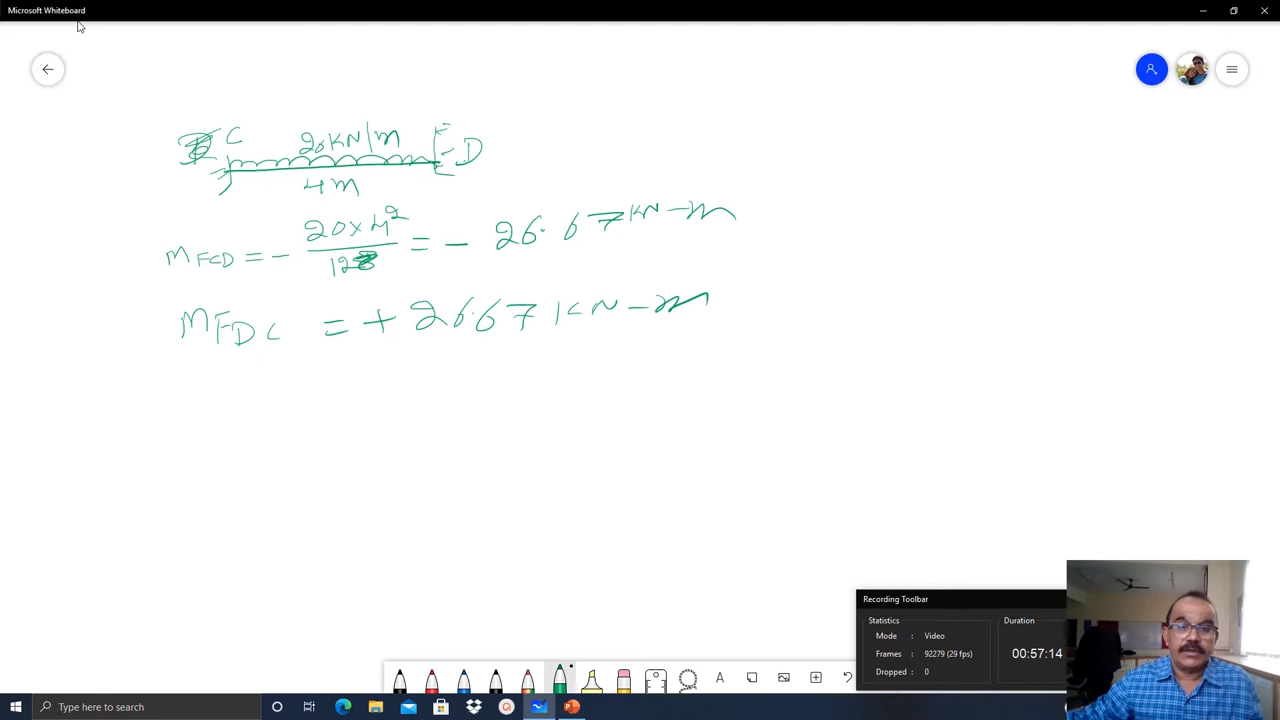 Microsoft Whiteboard
C 20KN/m D
4m
MFCD = - 20×4² / 12 = - 26.67 KN-m
MFDC = + 26.67 KN-m
Recording Toolbar
Statistics
Duration
Mode : Video
Frames : 92279 (29 fps)
00:57:14
Dropped : 0
A
Type here to search